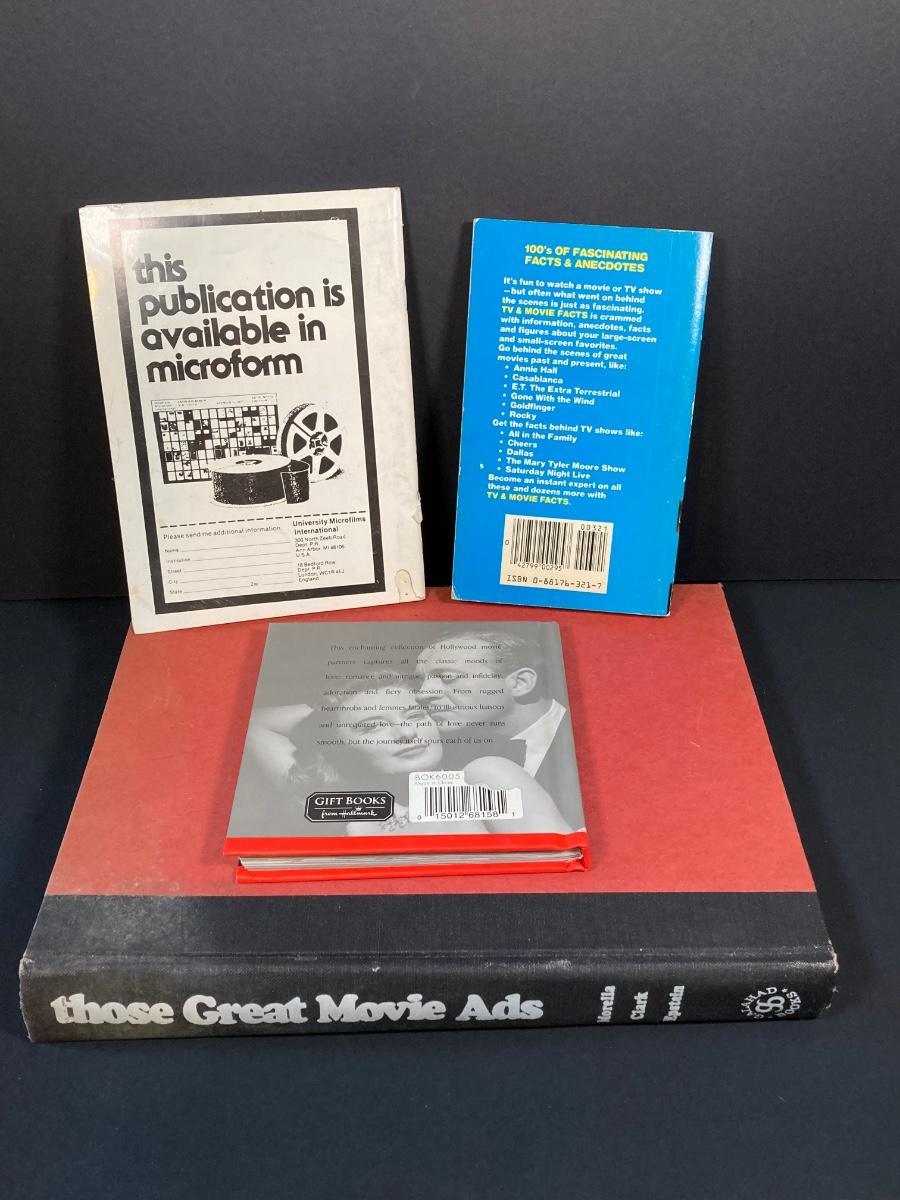 this
publication is
available in
microform
Please send me additional information.
University Microfilms
International
Name
300 North Zeeb Road
Dept. P.R.
Institution
Ann Arbor, MI 48106
U.S.A.
Street
18 Bedford Row
City
Dept. P.R.
State
Zip
London, WC1R 4EJ
England
100's OF FASCINATING
FACTS & ANECDOTES
It's fun to watch a movie or TV show
—but often what went on behind
the scenes is just as fascinating.
TV & MOVIE FACTS is crammed
with information, anecdotes, facts
and figures about your large-screen
and small-screen favorites.
Go behind the scenes of great
movies past and present, like:
• Annie Hall
• Casablanca
• E.T. The Extra Terrestrial
• Gone With the Wind
• Goldfinger
• Rocky
Get the facts behind TV shows like:
• All in the Family
• Cheers
• Dallas
• The Mary Tyler Moore Show
• Saturday Night Live
Become an instant expert on all
these and dozens more with
TV & MOVIE FACTS.
00321
0 42799 00295
ISBN 0-88176-321-7
This enchanting collection of Hollywood movie
partners captures all the classic moods of
love: romance and intrigue, passion and infidelity,
adoration and fiery obsession. From rugged
heartthrobs and femmes fatales, to illustrious liaisons
and unrequited love—the path of love never runs
smooth, but the journey itself spurs each of us on.
BOK6005
Made in China
GIFT BOOKS
from Hallmark
0 15012 68158 1
those Great Movie Ads
Morella
Clark
Epstein
GALAHAD BOOKS